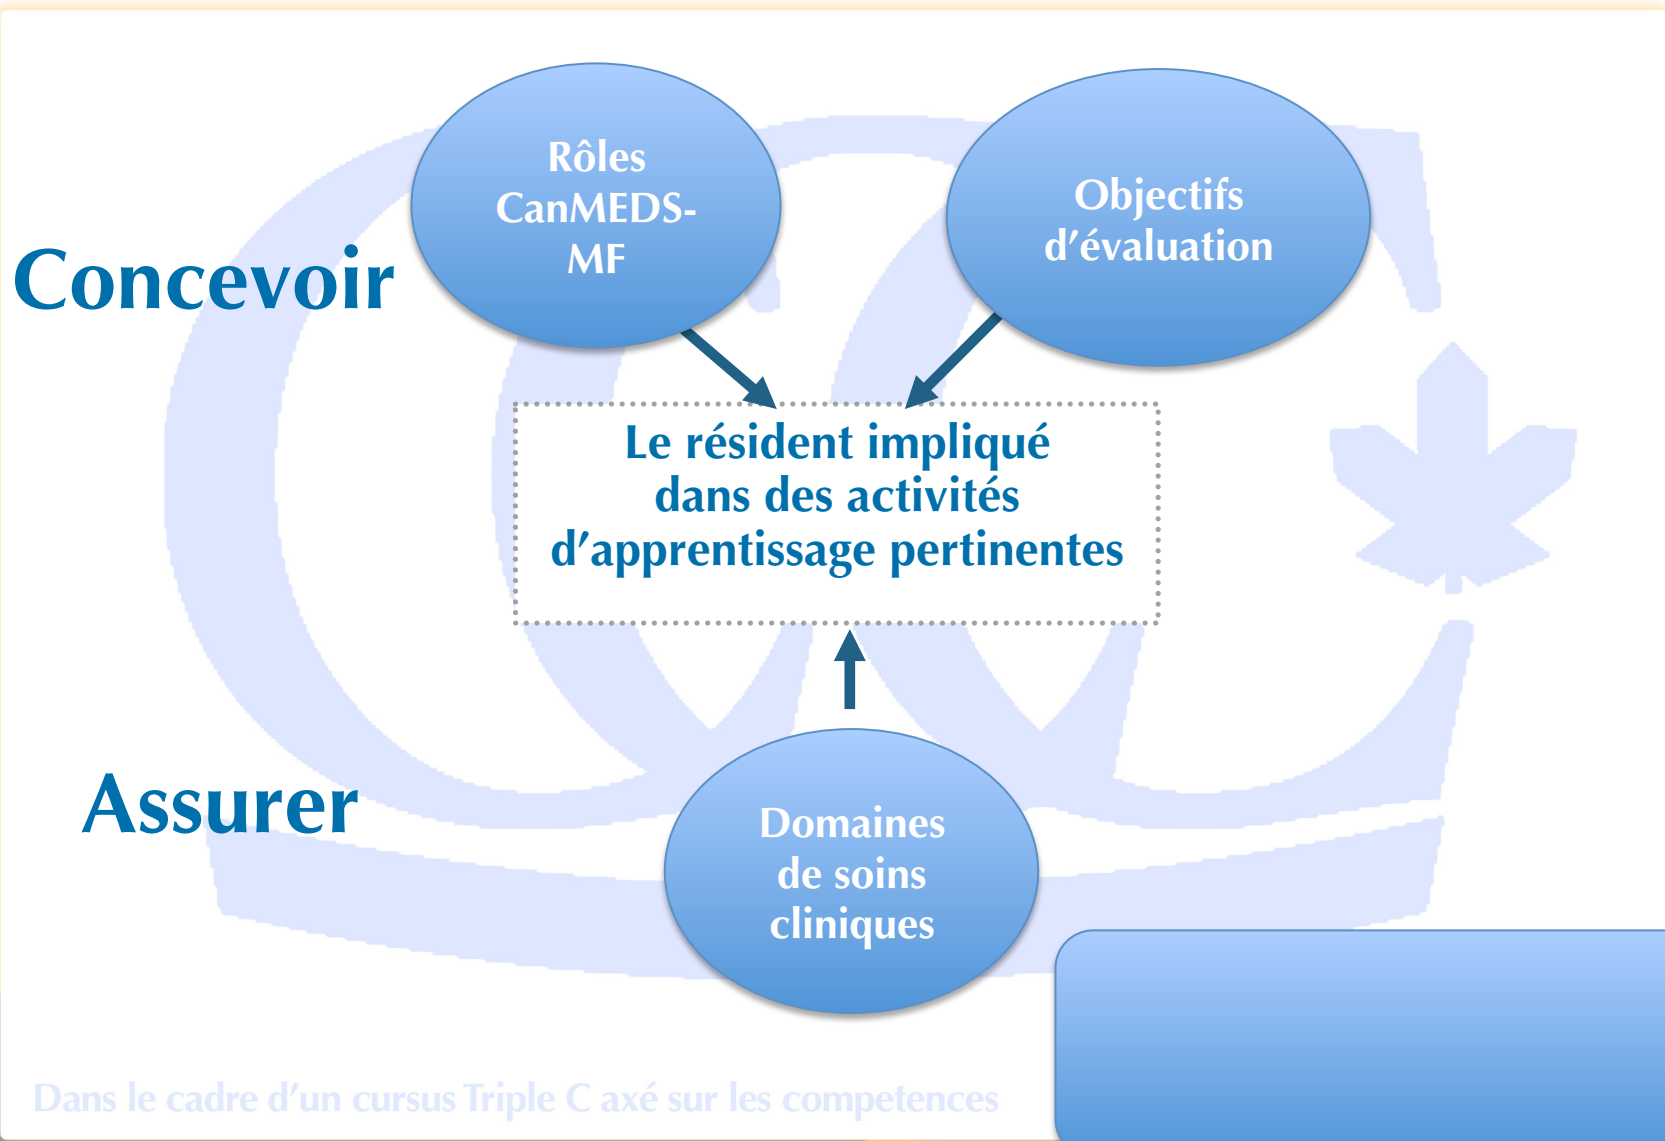 Rôles
CanMEDS-
MF
Objectifs
d’évaluation
Concevoir
Le résident impliqué
dans des activités
d’apprentissage pertinentes
Assurer
Domaines
de soins
cliniques
Dans le cadre d’un cursus Triple C axé sur les competences